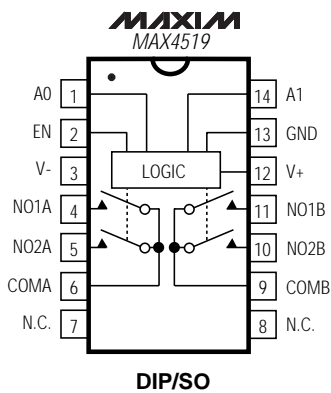 MAXIM
MAX4519
A0 1 14 A1
EN 2 13 GND
V- 3 LOGIC 12 V+
NO1A 4 11 NO1B
NO2A 5 10 NO2B
COMA 6 9 COMB
N.C. 7 8 N.C.
DIP/SO